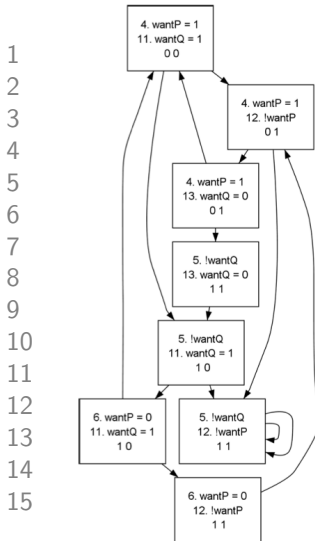 4. wantP = 1
11. wantQ = 1
0 0
1
2
4. wantP = 1
3
12. !wantP
0 1
4
5
4. wantP = 1
13. wantQ = 0
6
0 1
7
5. !wantQ
8
13. wantQ = 0
1 1
9
5. !wantQ
10
11. wantQ = 1
1 0
11
12
6. wantP = 0
11. wantQ = 1
1 0
5. !wantQ
12. !wantP
1 1
13
14
6. wantP = 0
15
12. !wantP
1 1